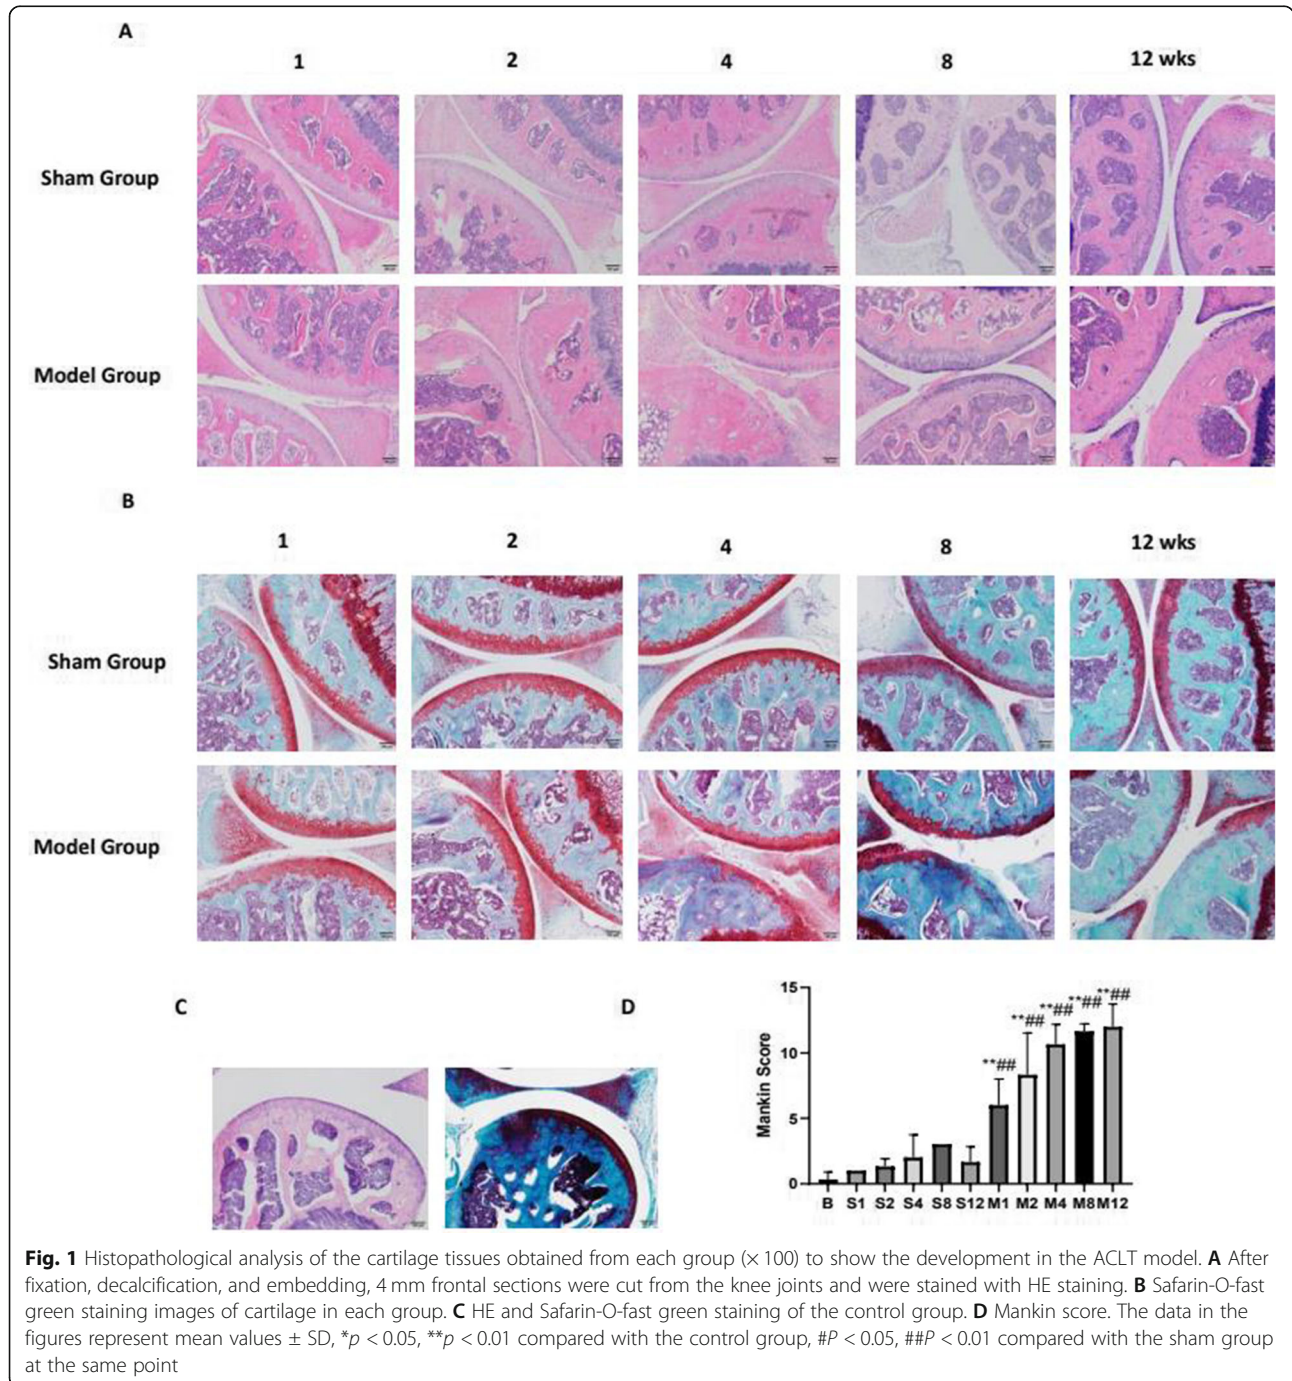 A
1 2 4 8 12 wks
Sham Group
Model Group
B
1 2 4 8 12 wks
Sham Group
Model Group
C
D
15
10
5
0
Mankin Score
**## **## **## **## **##
B S1 S2 S4 S8 S12 M1 M2 M4 M8 M12
Fig. 1 Histopathological analysis of the cartilage tissues obtained from each group (× 100) to show the development in the ACLT model. A After
fixation, decalcification, and embedding, 4 mm frontal sections were cut from the knee joints and were stained with HE staining. B Safarin-O-fast
green staining images of cartilage in each group. C HE and Safarin-O-fast green staining of the control group. D Mankin score. The data in the
figures represent mean values ± SD, *p < 0.05, **p < 0.01 compared with the control group, #P < 0.05, ##P < 0.01 compared with the sham group
at the same point